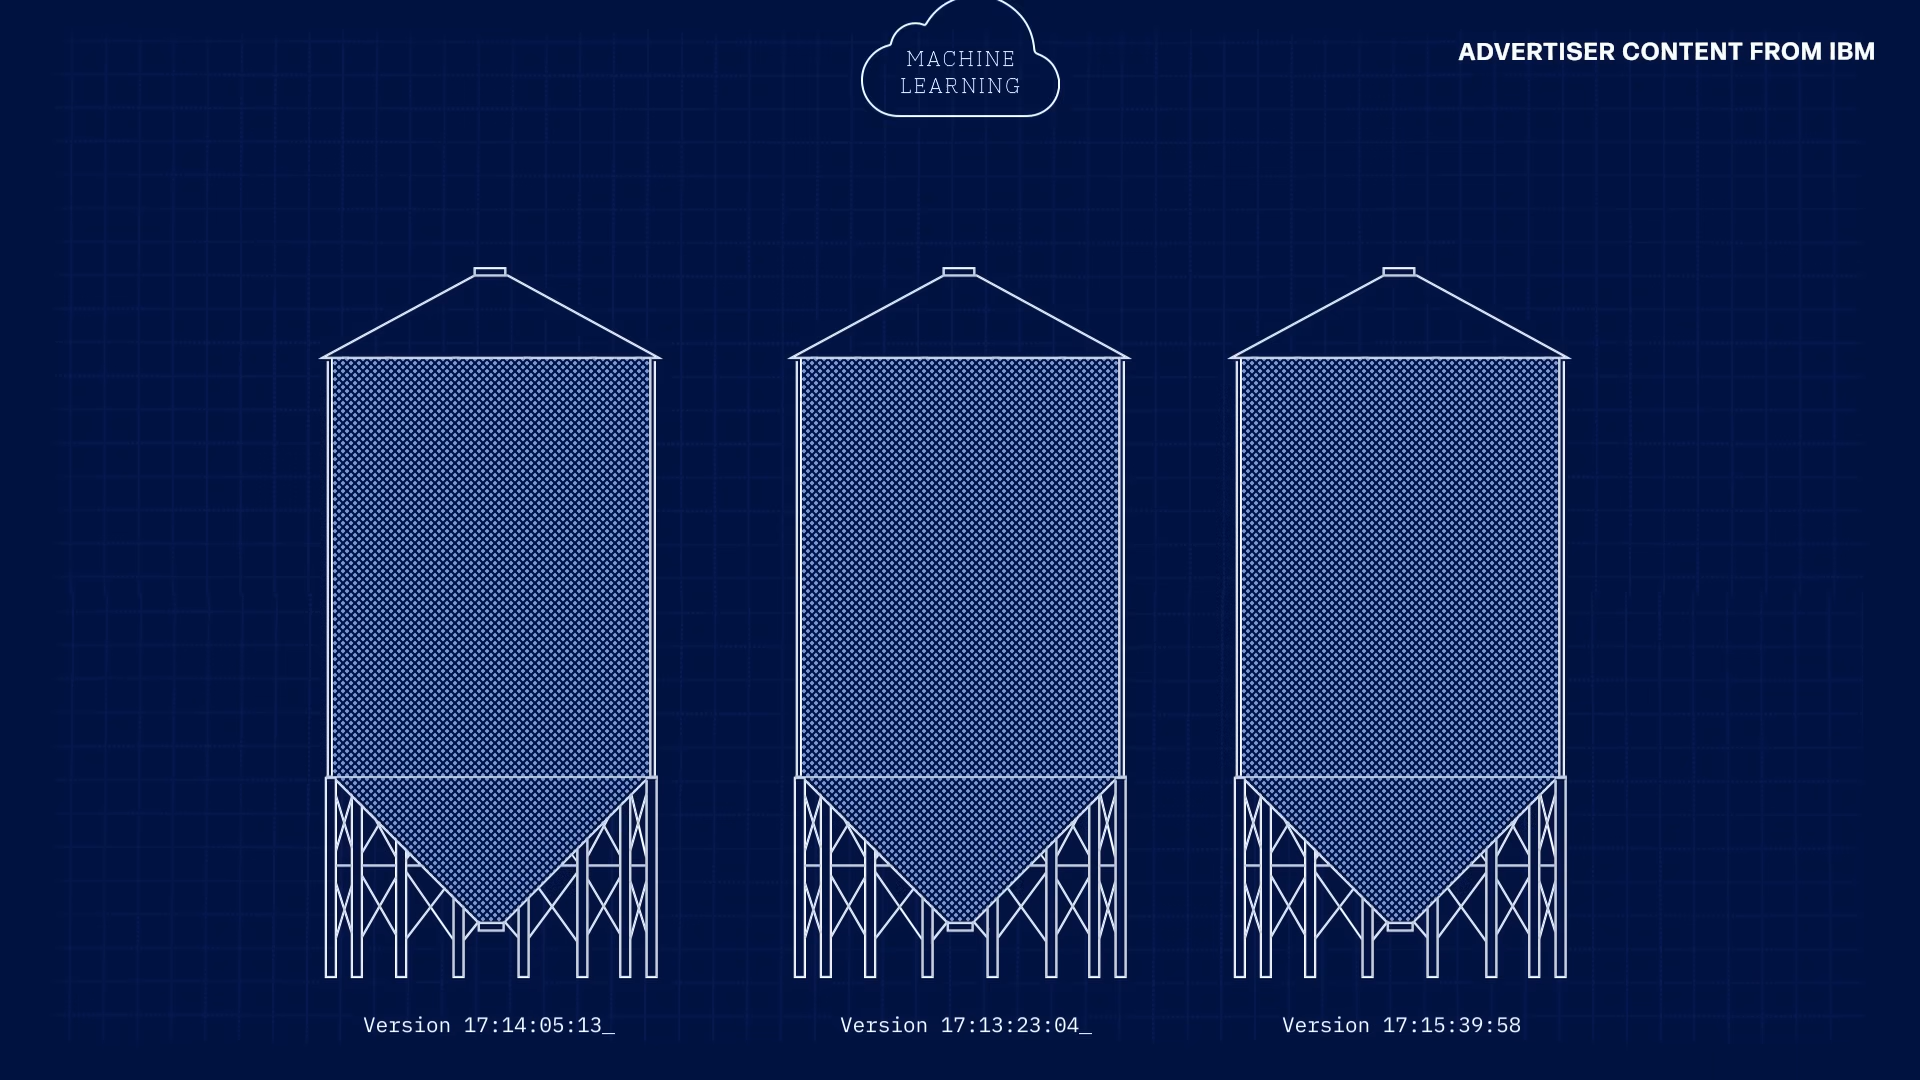 MACHINE
LEARNING
ADVERTISER CONTENT FROM IBM
Version 17:14:05:13_
Version 17:13:23:04_
Version 17:15:39:58